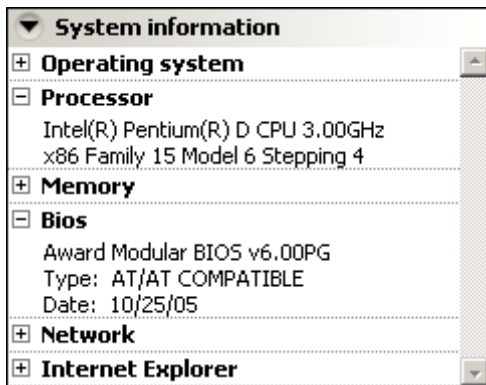 System information
Operating system
Processor
Intel(R) Pentium(R) D CPU 3.00GHz
x86 Family 15 Model 6 Stepping 4
Memory
Bios
Award Modular BIOS v6.00PG
Type: AT/AT COMPATIBLE
Date: 10/25/05
Network
Internet Explorer